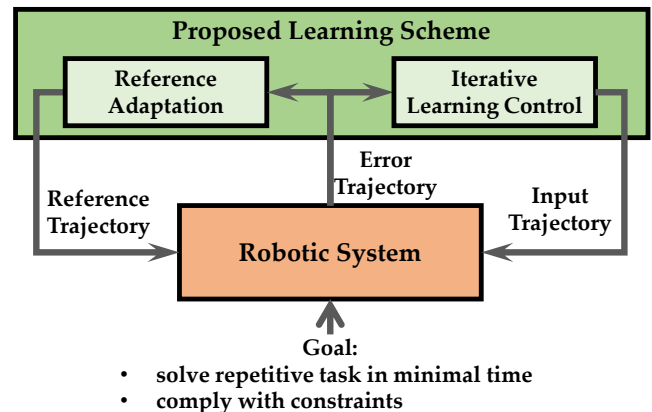 Proposed Learning Scheme
Reference
Adaptation
Iterative
Learning Control
Error
Trajectory
Reference
Trajectory
Input
Trajectory
Robotic System
Goal:
• solve repetitive task in minimal time
• comply with constraints